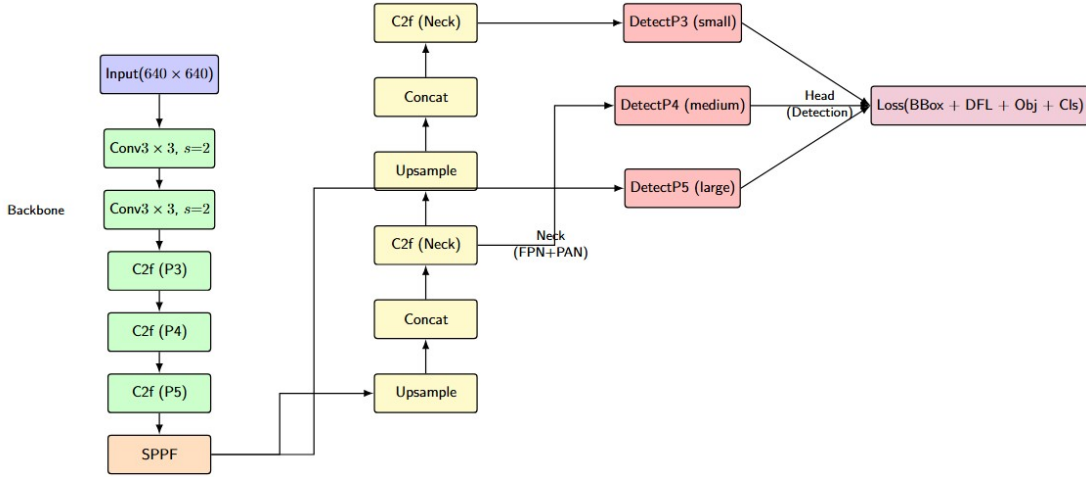 Backbone
Input(640 × 640)
Conv3 × 3, s=2
Conv3 × 3, s=2
C2f (P3)
C2f (P4)
C2f (P5)
SPPF
C2f (Neck)
Concat
Upsample
C2f (Neck)
Concat
Upsample
Neck
(FPN+PAN)
DetectP3 (small)
DetectP4 (medium)
DetectP5 (large)
Head
(Detection)
Loss(BBox + DFL + Obj + Cls)